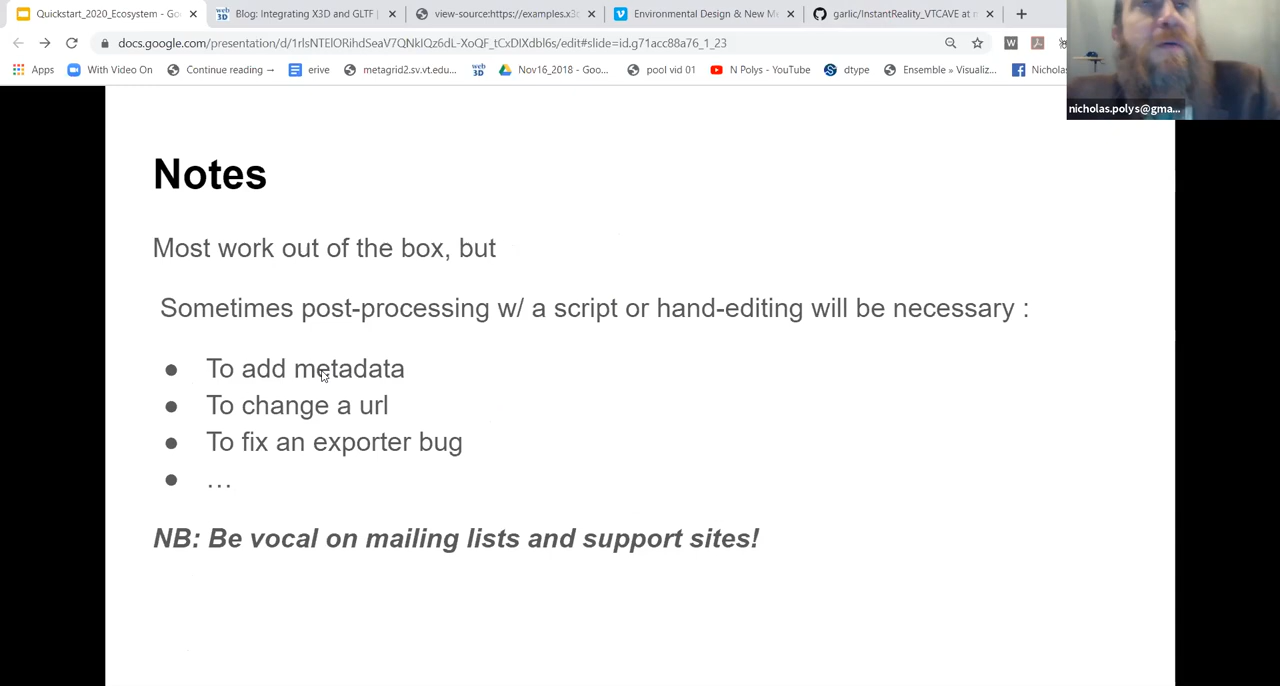 Quickstart_2020_Ecosystem - Go
Blog: Integrating X3D and GLTF |
view-source:https://examples.x3
Environmental Design & New M
garlic/InstantReality_VTCAVE at
docs.google.com/presentation/d/1rlsNTElORihdSeaV7QNkIQz6dL-XoQF_tCxDIXdbl6s/edit#slide=id.g71acc88a76_1_23
Apps
With Video On
Continue reading →
erive
metagrid2.sv.vt.edu...
Nov16_2018 - Goo...
pool vid 01
N Polys - YouTube
dtype
Ensemble » Visualiz...
Nichola
nicholas.polys@gma...
Notes
Most work out of the box, but
Sometimes post-processing w/ a script or hand-editing will be necessary :
● To add metadata
● To change a url
● To fix an exporter bug
● …
NB: Be vocal on mailing lists and support sites!